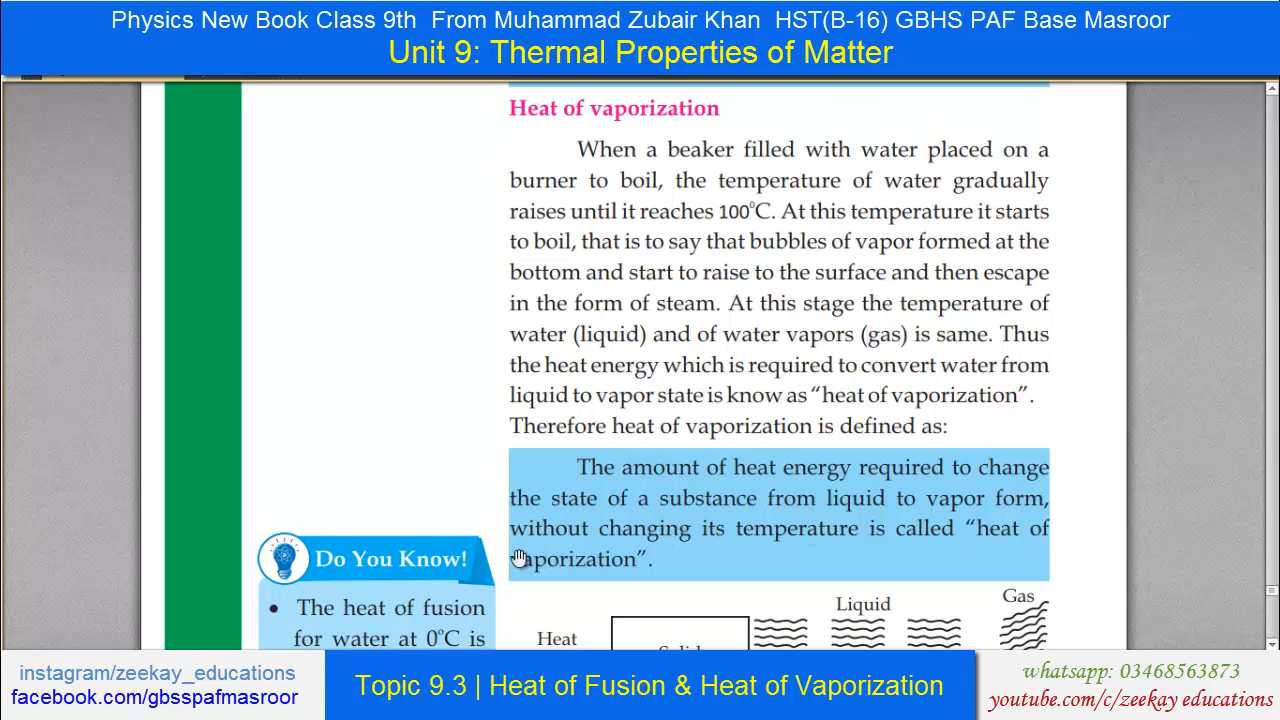 Physics New Book Class 9th From Muhammad Zubair Khan HST(B-16) GBHS PAF Base Masroor
Unit 9: Thermal Properties of Matter
Heat of vaporization
When a beaker filled with water placed on a
burner to boil, the temperature of water gradually
raises until it reaches 100⁰C. At this temperature it starts
to boil, that is to say that bubbles of vapor formed at the
bottom and start to raise to the surface and then escape
in the form of steam. At this stage the temperature of
water (liquid) and of water vapors (gas) is same. Thus
the heat energy which is required to convert water from
liquid to vapor state is know as “heat of vaporization”.
Therefore heat of vaporization is defined as:
The amount of heat energy required to change
the state of a substance from liquid to vapor form,
without changing its temperature is called “heat of
vaporization”.
Do You Know!
• The heat of fusion
for water at 0°C is
Gas
Liquid
Heat
Solid
instagram/zeekay_educations
facebook.com/gbsspafmasroor
Topic 9.3 | Heat of Fusion & Heat of Vaporization
whatsapp: 03468563873
youtube.com/c/zeekay educations